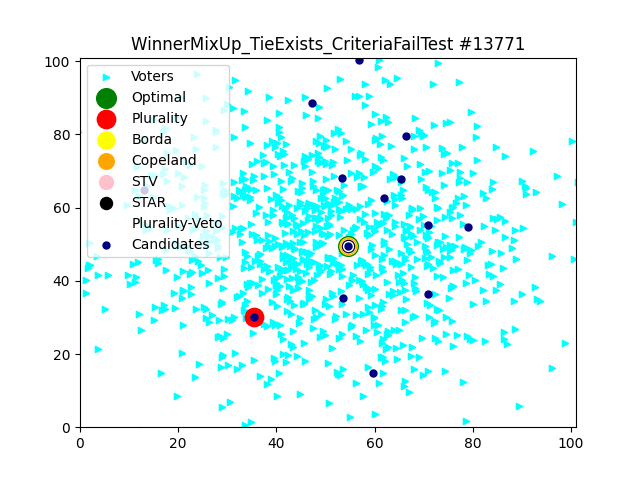 WinnerMixUp_TieExists_CriteriaFailTest #13771
100
80
60
40
20
0
0
20
40
60
80
100
Voters
Optimal
Plurality
Borda
Copeland
STV
STAR
Plurality-Veto
Candidates